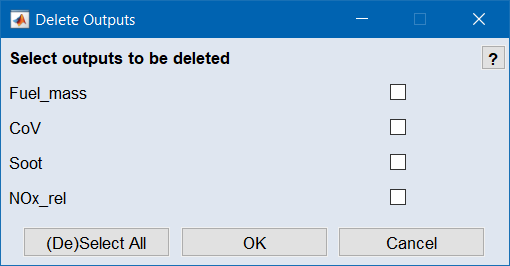 Delete Outputs
Select outputs to be deleted
?
Fuel_mass
CoV
Soot
NOx_rel
(De)Select All
OK
Cancel